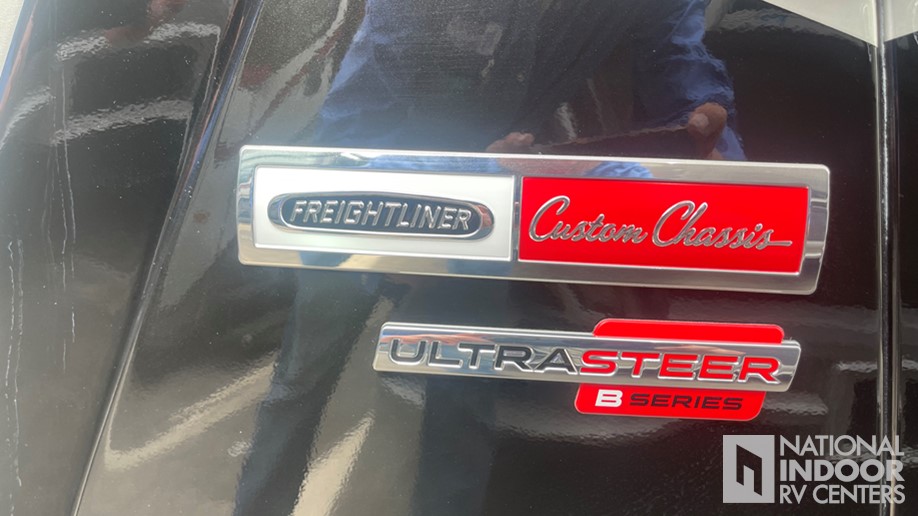 FREIGHTLINER Custom Chassis
ULTRASTEER
B SERIES
NATIONAL
INDOOR
RV CENTERS